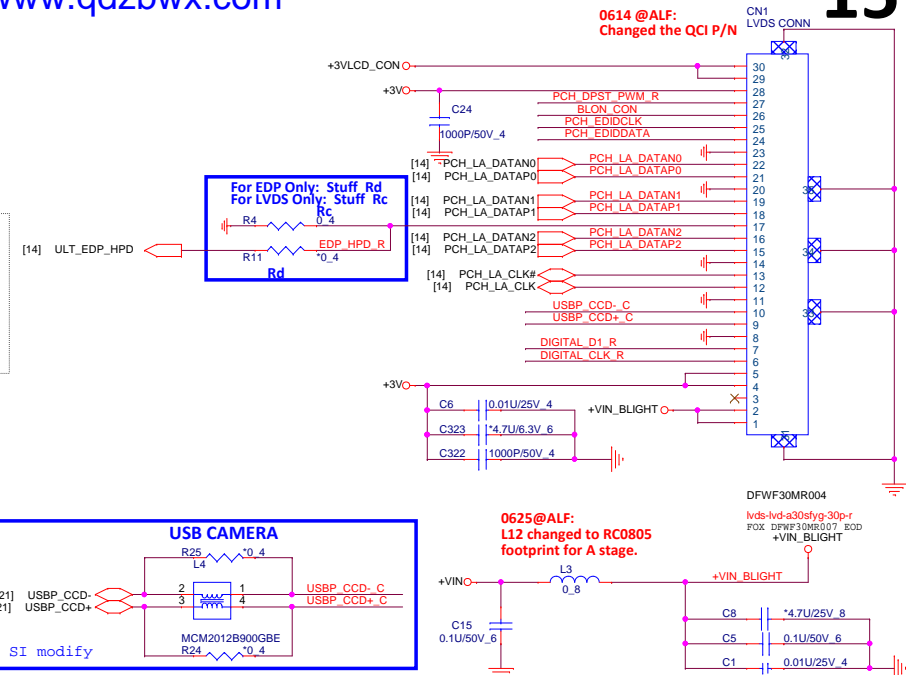 www.qdzbwx.com
15
0614 @ALF:
Changed the QCI P/N
CN1
LVDS CONN
+3VLCD_CON
+3V
C24
1000P/50V_4
PCH_DPST_PWM_R
BLON_CON
PCH_EDIDCLK
PCH_EDIDDATA
30
29
28
27
26
25
24
23
22
21
20
19
18
17
16
15
14
13
12
11
10
9
8
7
6
5
4
3
2
1
[14] PCH_LA_DATAN0 PCH_LA_DATAN0
[14] PCH_LA_DATAP0 PCH_LA_DATAP0
[14] PCH_LA_DATAN1 PCH_LA_DATAN1
[14] PCH_LA_DATAP1 PCH_LA_DATAP1
[14] PCH_LA_DATAN2 PCH_LA_DATAN2
[14] PCH_LA_DATAP2 PCH_LA_DATAP2
[14] PCH_LA_CLK#
[14] PCH_LA_CLK
USBP_CCD-_C
USBP_CCD+_C
DIGITAL_D1_R
DIGITAL_CLK_R
For EDP Only: Stuff Rd
For LVDS Only: Stuff Rc
Rc
R4 0_4
EDP_HPD_R
R11 *0_4
Rd
[14] ULT_EDP_HPD
+3V
C6 0.01U/25V_4
C323 *4.7U/6.3V_6
C322 1000P/50V_4
+VIN_BLIGHT
DFWF30MR004
lvds-lvd-a30sfyg-30p-r
FOX DFWF30MR007 EOD
USB CAMERA
R25 *0_4
L4
2 1
3 4
21] USBP_CCD- USBP_CCD-_C
21] USBP_CCD+ USBP_CCD+_C
MCM2012B900GBE
R24 *0_4
SI modify
0625@ALF:
L12 changed to RC0805
footprint for A stage.
+VIN_BLIGHT
+VIN
L3
0_8
+VIN_BLIGHT
C15
0.1U/50V_6
C8 *4.7U/25V_8
C5 0.1U/50V_6
C1 0.01U/25V_4